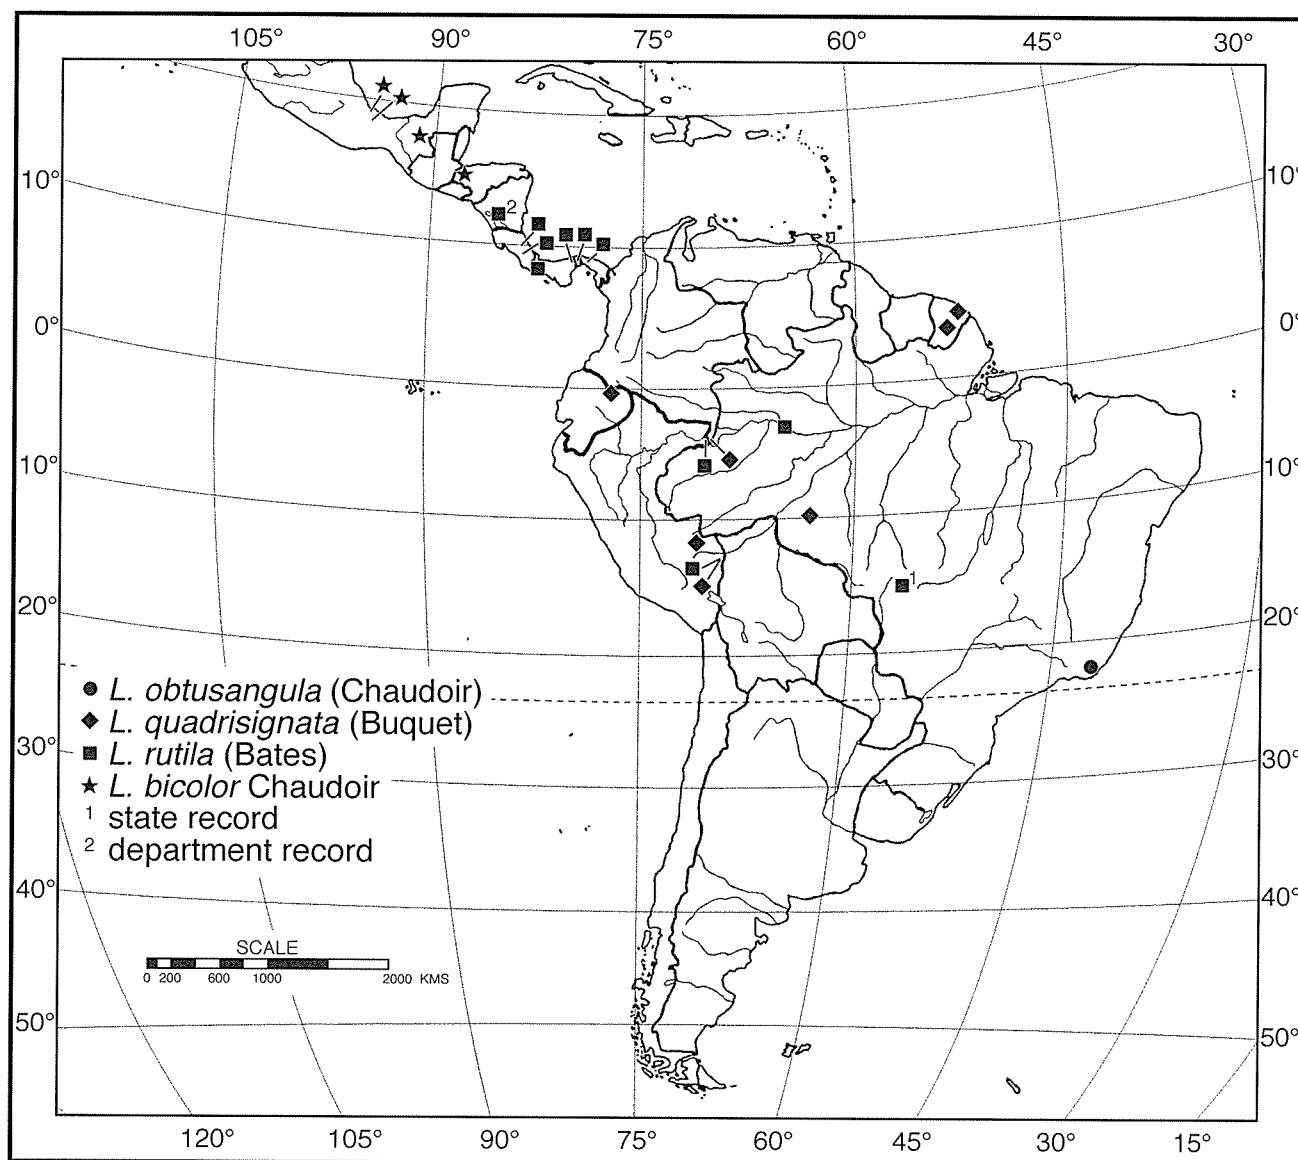 105° 90° 75° 60° 45° 30°
10° 10°
2
0° 0°
10° 10°
1
20° 20°
● L. obtusangula (Chaudoir)
◆ L. quadrisignata (Buquet)
■ L. rutila (Bates)
★ L. bicolor Chaudoir
1 state record
2 department record
30° 30°
40° 40°
SCALE
0 200 600 1000 2000 KMS
50° 50°
120° 105° 90° 75° 60° 45° 30° 15°